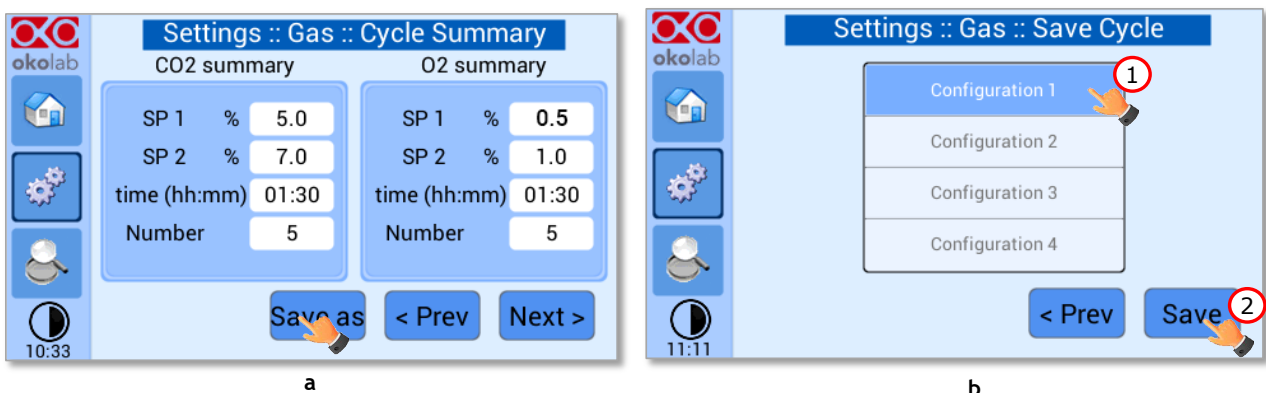 Settings :: Gas :: Cycle Summary
okolab
CO2 summary
O2 summary
SP 1 % 5.0
SP 2 % 7.0
time (hh:mm) 01:30
Number 5
SP 1 % 0.5
SP 2 % 1.0
time (hh:mm) 01:30
Number 5
Save as
< Prev
Next >
10:33
a
Settings :: Gas :: Save Cycle
okolab
Configuration 1
1
Configuration 2
Configuration 3
Configuration 4
< Prev
Save
2
11:11
b